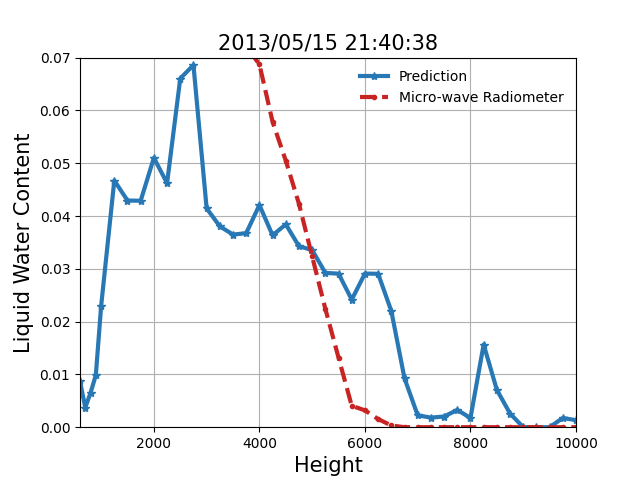 2013/05/15 21:40:38
Liquid Water Content
0.07
0.06
0.05
0.04
0.03
0.02
0.01
0.00
Prediction
Micro-wave Radiometer
2000 4000 6000 8000 10000
Height